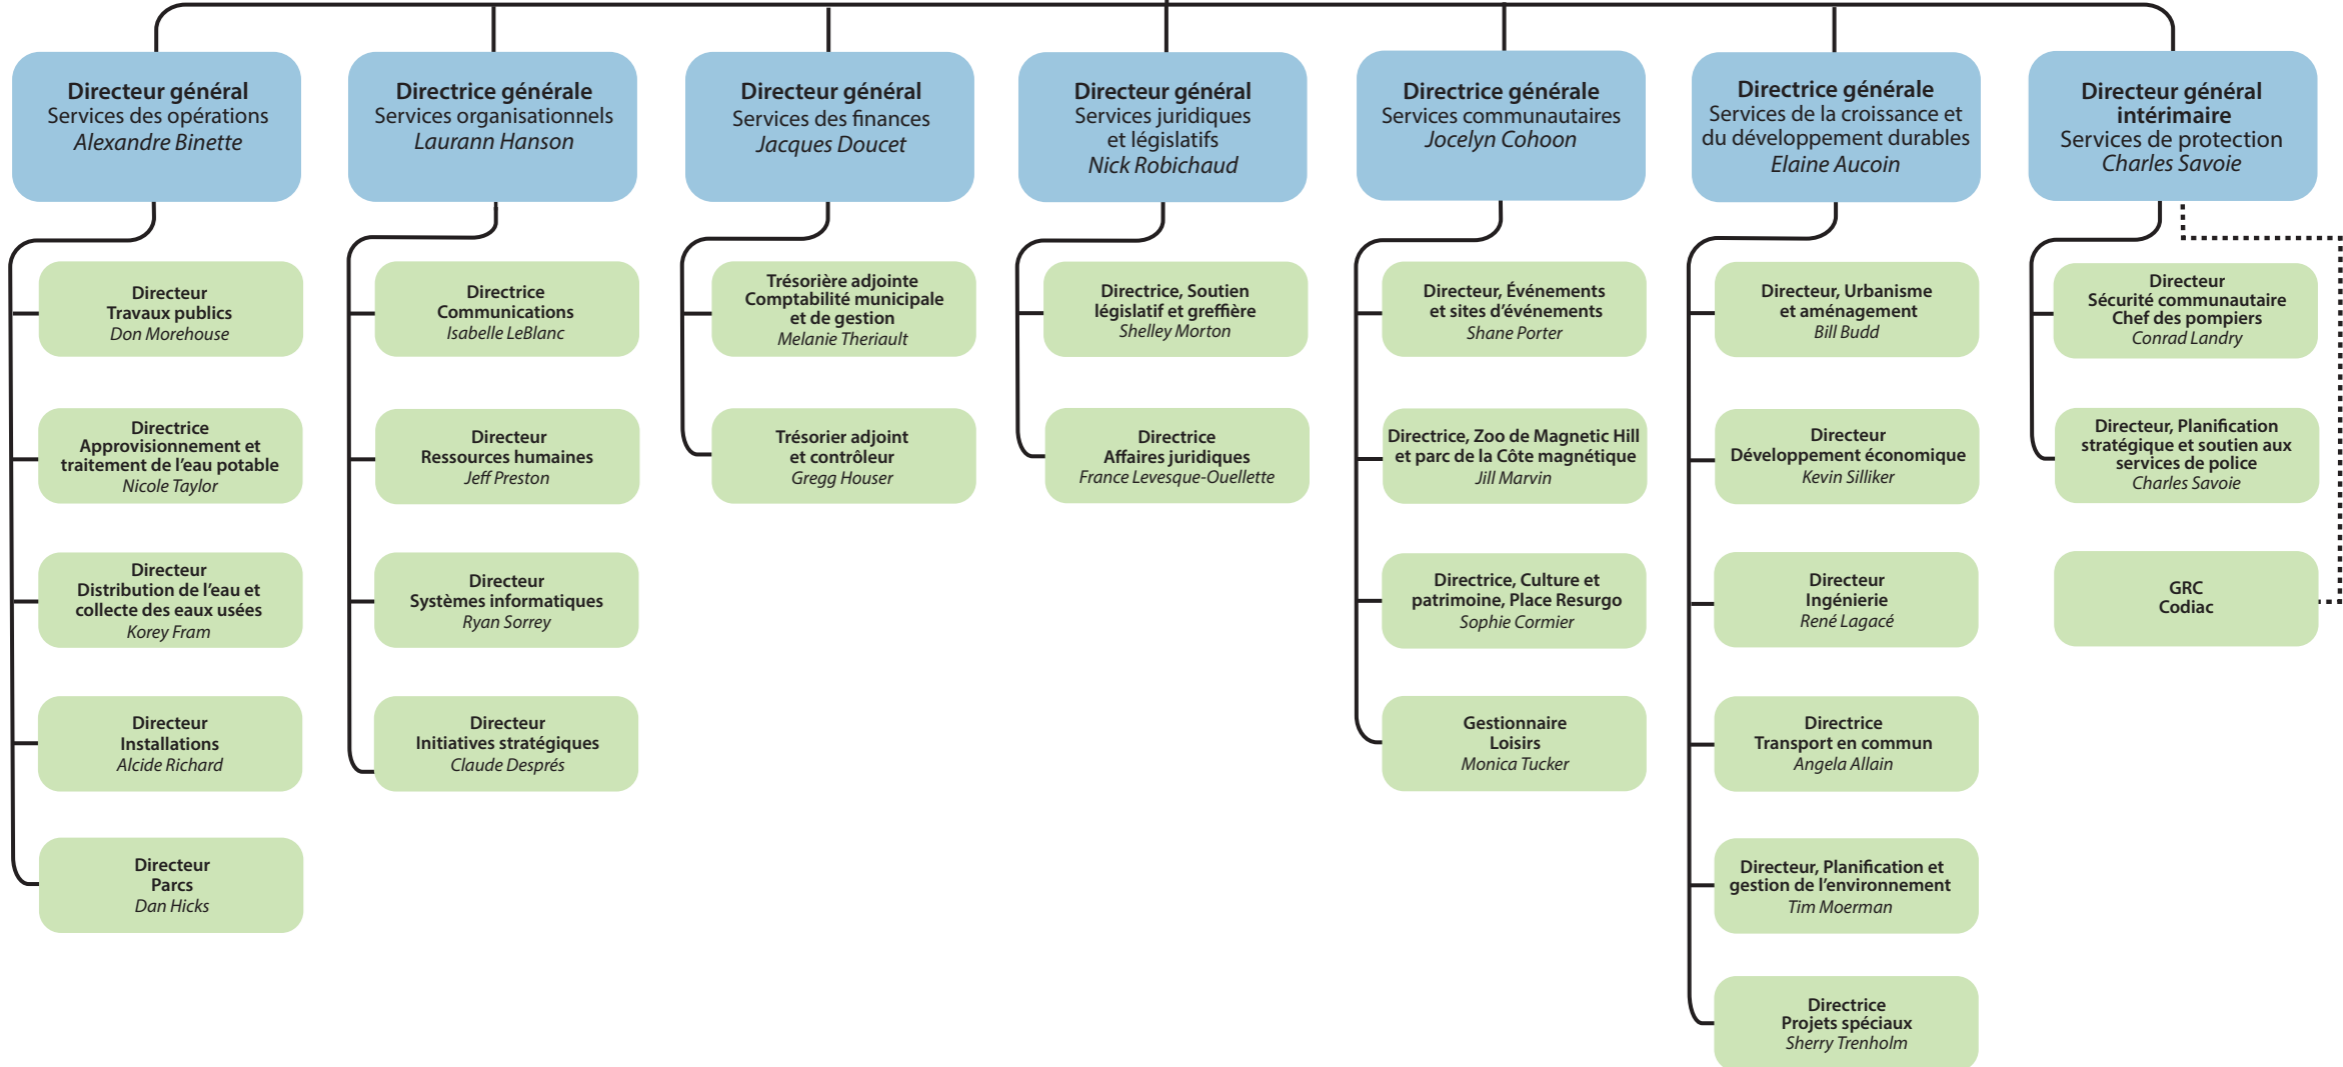 Directeur général
Services des opérations
Alexandre Binette
Directrice générale
Services organisationnels
Laurann Hanson
Directeur général
Services des finances
Jacques Doucet
Directeur général
Services juridiques
et législatifs
Nick Robichaud
Directrice générale
Services communautaires
Jocelyn Cohoon
Directrice générale
Services de la croissance et
du développement durables
Elaine Aucoin
Directeur général
intérimaire
Services de protection
Charles Savoie
Directeur
Travaux publics
Don Morehouse
Directrice
Approvisionnement et
traitement de l'eau potable
Nicole Taylor
Directeur
Distribution de l'eau et
collecte des eaux usées
Korey Fram
Directeur
Installations
Alcide Richard
Directeur
Parcs
Dan Hicks
Directrice
Communications
Isabelle LeBlanc
Directeur
Ressources humaines
Jeff Preston
Directeur
Systèmes informatiques
Ryan Sorrey
Directeur
Initiatives stratégiques
Claude Després
Trésorière adjointe
Comptabilité municipale
et de gestion
Melanie Theriault
Trésorier adjoint
et contrôleur
Gregg Houser
Directrice, Soutien
législatif et greffière
Shelley Morton
Directrice
Affaires juridiques
France Levesque-Ouellette
Directeur, Événements
et sites d'événements
Shane Porter
Directrice, Zoo de Magnetic Hill
et parc de la Côte magnétique
Jill Marvin
Directrice, Culture et
patrimoine, Place Resurgo
Sophie Cormier
Gestionnaire
Loisirs
Monica Tucker
Directeur, Urbanisme
et aménagement
Bill Budd
Directeur
Développement économique
Kevin Silliker
Directeur
Ingénierie
René Lagacé
Directrice
Transport en commun
Angela Allain
Directeur, Planification et
gestion de l'environnement
Tim Moerman
Directrice
Projets spéciaux
Sherry Trenholm
Directeur
Sécurité communautaire
Chef des pompiers
Conrad Landry
Directeur, Planification
stratégique et soutien aux
services de police
Charles Savoie
GRC
Codiac